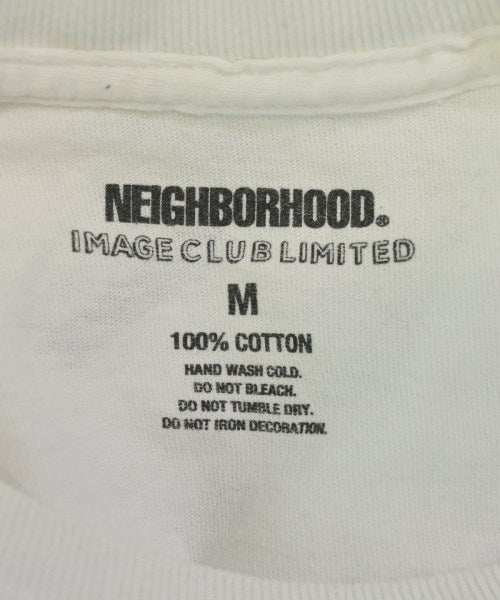 NEIGHBORHOOD®
IMAGE CLUB LIMITED
M
100% COTTON
HAND WASH COLD.
DO NOT BLEACH.
DO NOT TUMBLE DRY.
DO NOT IRON DECORATION.